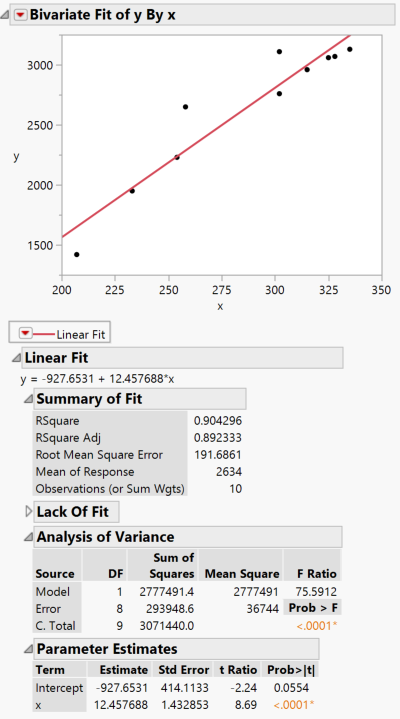 Bivariate Fit of y By x
3000
2500
y
2000
1500
200 225 250 275 300 325 350
x
Linear Fit
Linear Fit
y = -927.6531 + 12.457688*x
Summary of Fit
RSquare 0.904296
RSquare Adj 0.892333
Root Mean Square Error 191.6861
Mean of Response 2634
Observations (or Sum Wgts) 10
Lack Of Fit
Analysis of Variance
Sum of
Source DF Squares Mean Square F Ratio
Model 1 2777491.4 2777491 75.5912
Error 8 293948.6 36744 Prob > F
C. Total 9 3071440.0 <.0001*
Parameter Estimates
Term Estimate Std Error t Ratio Prob>|t|
Intercept -927.6531 414.1133 -2.24 0.0554
x 12.457688 1.432853 8.69 <.0001*